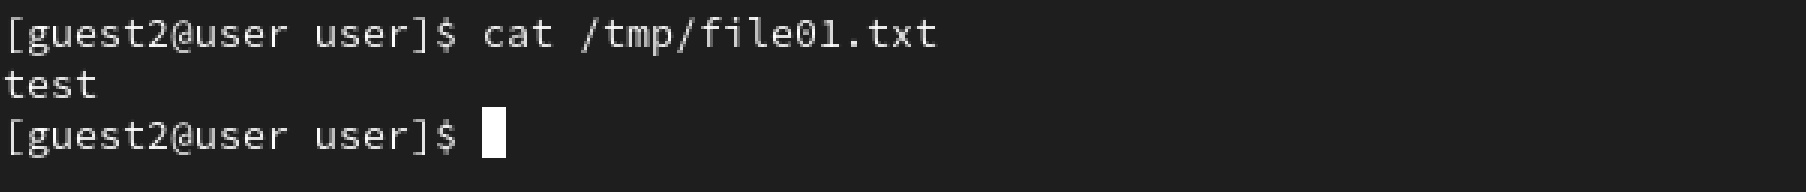 [guest2@user user]$ cat /tmp/file01.txt
test
[guest2@user user]$